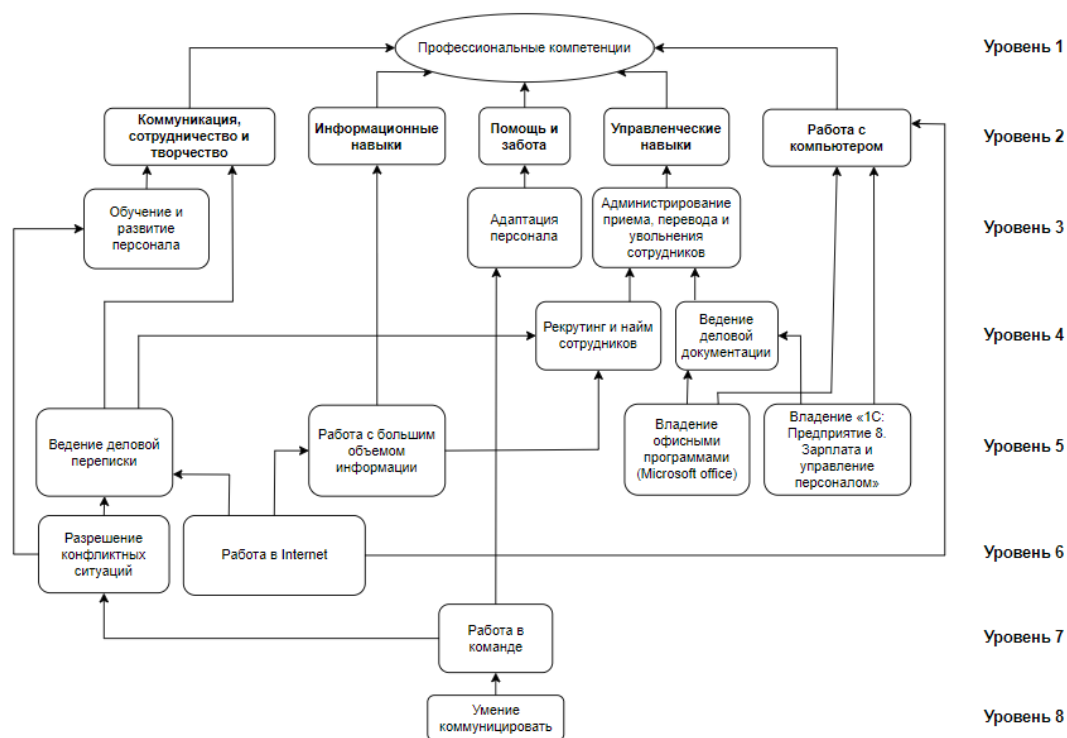 Профессиональные компетенции
Уровень 1
Коммуникация,
сотрудничество и
творчество
Информационные
навыки
Помощь и
забота
Управленческие
навыки
Работа с
компьютером
Уровень 2
Обучение и
развитие
персонала
Адаптация
персонала
Администрирование
приема, перевода и
увольнения
сотрудников
Уровень 3
Рекрутинг и найм
сотрудников
Ведение
деловой
документации
Уровень 4
Ведение деловой
переписки
Работа с большим
объемом
информации
Владение
офисными
программами
(Microsoft office)
Владение «1С:
Предприятие 8.
Зарплата и
управление
персоналом»
Уровень 5
Разрешение
конфликтных
ситуаций
Работа в Internet
Уровень 6
Работа в
команде
Уровень 7
Умение
коммуницировать
Уровень 8